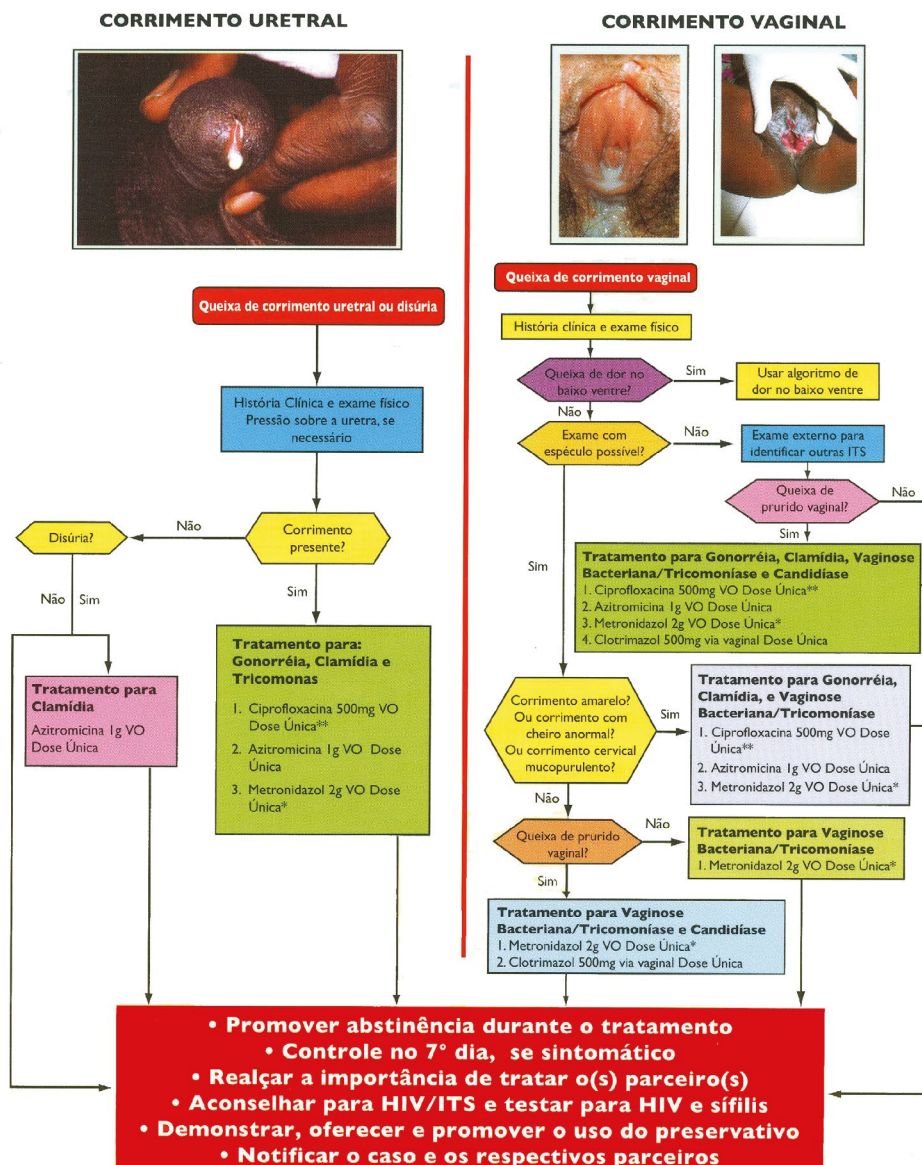 CORRIMENTO URETRAL
Queixa de corrimento uretral ou disúria
História Clínica e exame físico
Pressão sobre a uretra, se
necessário
Corrimento
presente?
Não
Disúria?
Não
Sim
Sim
Tratamento para
Clamídia
Azitromicina 1g VO
Dose Única
Tratamento para:
Gonorréia, Clamídia e
Tricomonas
1. Ciprofloxacina 500mg VO
Dose Única**
2. Azitromicina 1g VO Dose
Única
3. Metronidazol 2g VO Dose
Única*
CORRIMENTO VAGINAL
Queixa de corrimento vaginal
História clínica e exame físico
Queixa de dor no
baixo ventre?
Sim
Usar algoritmo de
dor no baixo ventre
Não
Exame com
espéculo possível?
Não
Exame externo para
identificar outras ITS
Queixa de
prurido vaginal?
Não
Sim
Sim
Tratamento para Gonorréia, Clamídia, Vaginose
Bacteriana/Tricomoníase e Candidíase
1. Ciprofloxacina 500mg VO Dose Única**
2. Azitromicina 1g VO Dose Única
3. Metronidazol 2g VO Dose Única*
4. Clotrimazol 500mg via vaginal Dose Única
Corrimento amarelo?
Ou corrimento com
cheiro anormal?
Ou corrimento cervical
mucopurulento?
Sim
Tratamento para Gonorréia,
Clamídia, e Vaginose
Bacteriana/Tricomoníase
1. Ciprofloxacina 500mg VO Dose
Única**
2. Azitromicina 1g VO Dose Única
3. Metronidazol 2g VO Dose Única*
Não
Queixa de prurido
vaginal?
Não
Tratamento para Vaginose
Bacteriana/Tricomoníase
1. Metronidazol 2g VO Dose Única*
Sim
Tratamento para Vaginose
Bacteriana/Tricomoníase e Candidíase
1. Metronidazol 2g VO Dose Única*
2. Clotrimazol 500mg via vaginal Dose Única
• Promover abstinência durante o tratamento
• Controle no 7° dia, se sintomático
• Realçar a importância de tratar o(s) parceiro(s)
• Aconselhar para HIV/ITS e testar para HIV e sífilis
• Demonstrar, oferecer e promover o uso do preservativo
• Notificar o caso e os respectivos parceiros